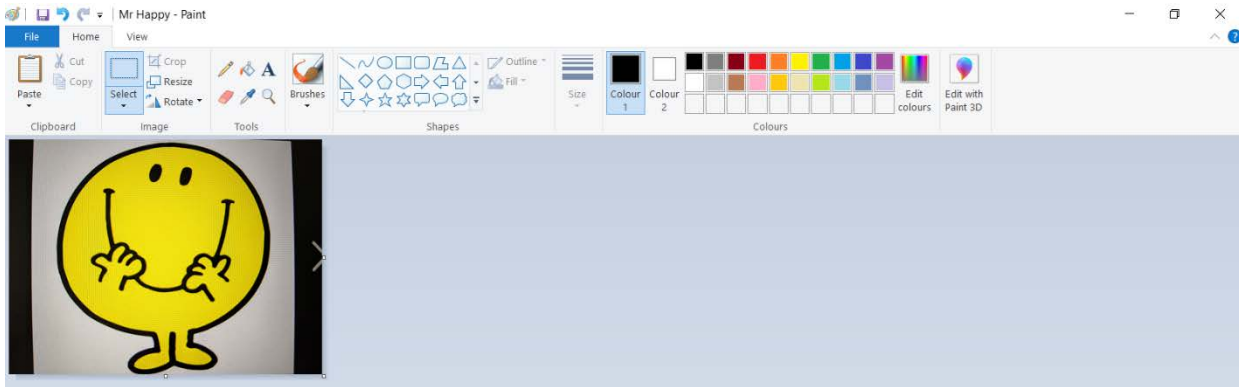 Mr Happy - Paint
File Home View
Paste
Cut
Copy
Clipboard
Select
Crop
Resize
Rotate
Image
A
Tools
Brushes
Outline
Fill
Shapes
Size
Colour 1
Colour 2
Colours
Edit colours
Edit with Paint 3D
?